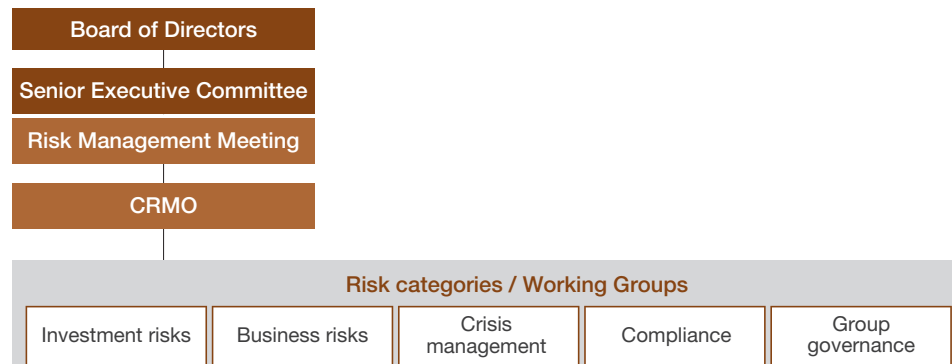 Board of Directors
Senior Executive Committee
Risk Management Meeting
CRMO
Risk categories / Working Groups
Investment risks
Business risks
Crisis
management
Compliance
Group
governance